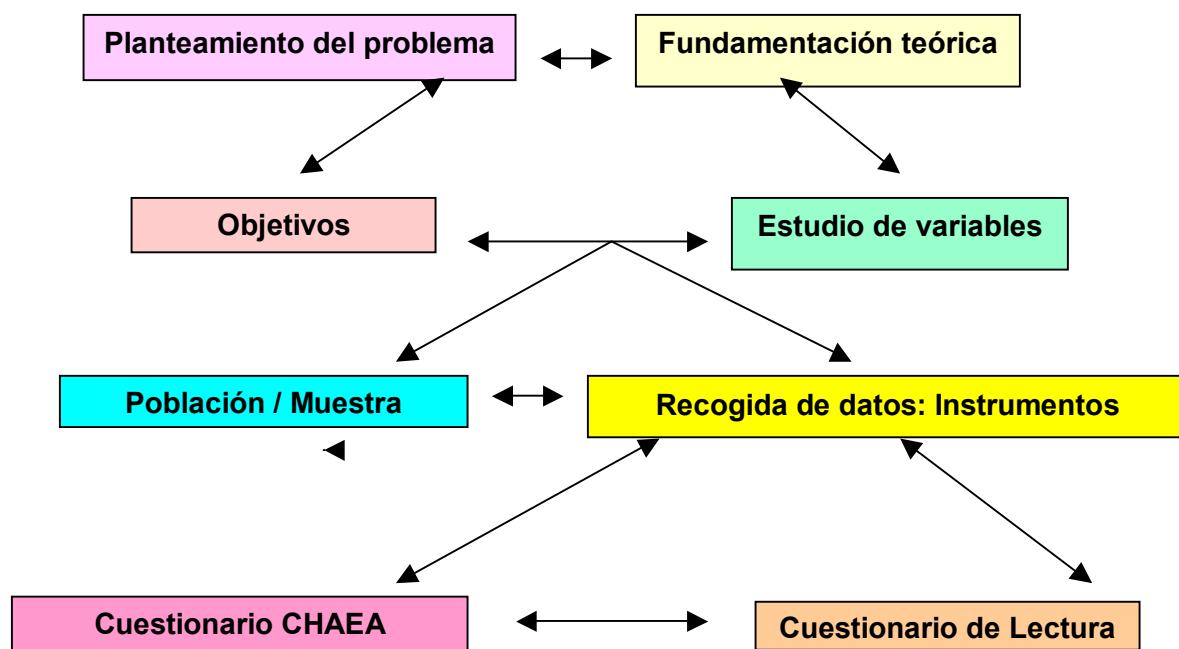 Planteamiento del problema
Fundamentación teórica
Objetivos
Estudio de variables
Población / Muestra
Recogida de datos: Instrumentos
Cuestionario CHAEA
Cuestionario de Lectura